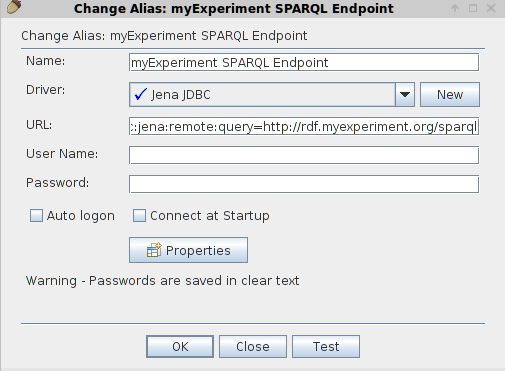 Change Alias: myExperiment SPARQL Endpoint
Change Alias: myExperiment SPARQL Endpoint
Name: myExperiment SPARQL Endpoint
Driver: Jena JDBC New
URL: ::jena:remote:query=http://rdf.myexperiment.org/sparql
User Name:
Password:
Auto logon Connect at Startup
Properties
Warning - Passwords are saved in clear text
OK Close Test